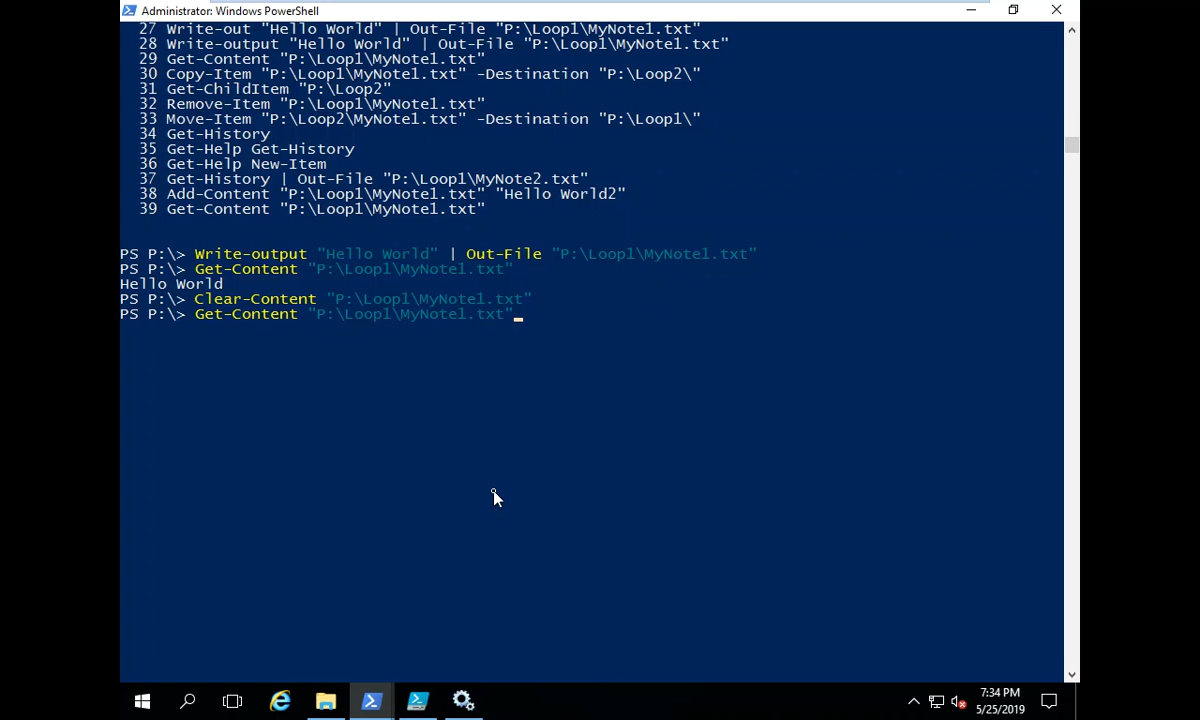 Administrator: Windows PowerShell
27 Write-out "Hello World" | Out-File "P:\Loop1\MyNote1.txt"
28 Write-output "Hello World" | Out-File "P:\Loop1\MyNote1.txt"
29 Get-Content "P:\Loop1\MyNote1.txt"
30 Copy-Item "P:\Loop1\MyNote1.txt" -Destination "P:\Loop2\"
31 Get-ChildItem "P:\Loop2"
32 Remove-Item "P:\Loop1\MyNote1.txt"
33 Move-Item "P:\Loop2\MyNote1.txt" -Destination "P:\Loop1\"
34 Get-History
35 Get-Help Get-History
36 Get-Help New-Item
37 Get-History | Out-File "P:\Loop1\MyNote2.txt"
38 Add-Content "P:\Loop1\MyNote1.txt" "Hello World2"
39 Get-Content "P:\Loop1\MyNote1.txt"
PS P:\> Write-output "Hello World" | Out-File "P:\Loop1\MyNote1.txt"
PS P:\> Get-Content "P:\Loop1\MyNote1.txt"
Hello World
PS P:\> Clear-Content "P:\Loop1\MyNote1.txt"
PS P:\> Get-Content "P:\Loop1\MyNote1.txt"
7:34 PM
5/25/2019